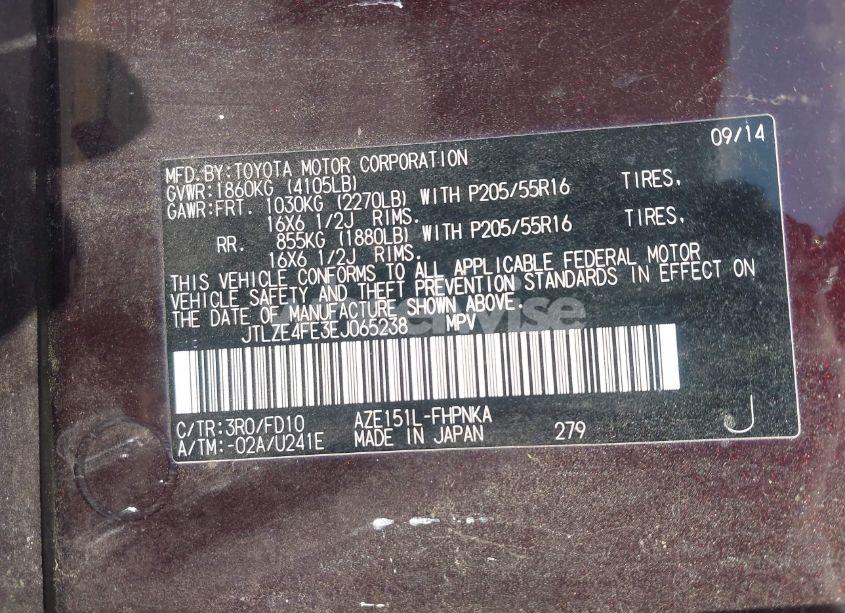 09/14
MFD.BY:TOYOTA MOTOR CORPORATION
GVWR:1860KG (4105LB)
GAWR:FRT. 1030KG (2270LB) WITH P205/55R16 TIRES,
16X6 1/2J RIMS.
RR. 855KG (1880LB) WITH P205/55R16 TIRES,
16X6 1/2J RIMS.
THIS VEHICLE CONFORMS TO ALL APPLICABLE FEDERAL MOTOR
VEHICLE SAFETY AND THEFT PREVENTION STANDARDS IN EFFECT ON
THE DATE OF MANUFACTURE SHOWN ABOVE.
JTLZE4FE3EJ065238 MPV
C/TR:3R0/FD10 AZE151L-FHPNKA
A/TM:-02A/U241E MADE IN JAPAN 279 J